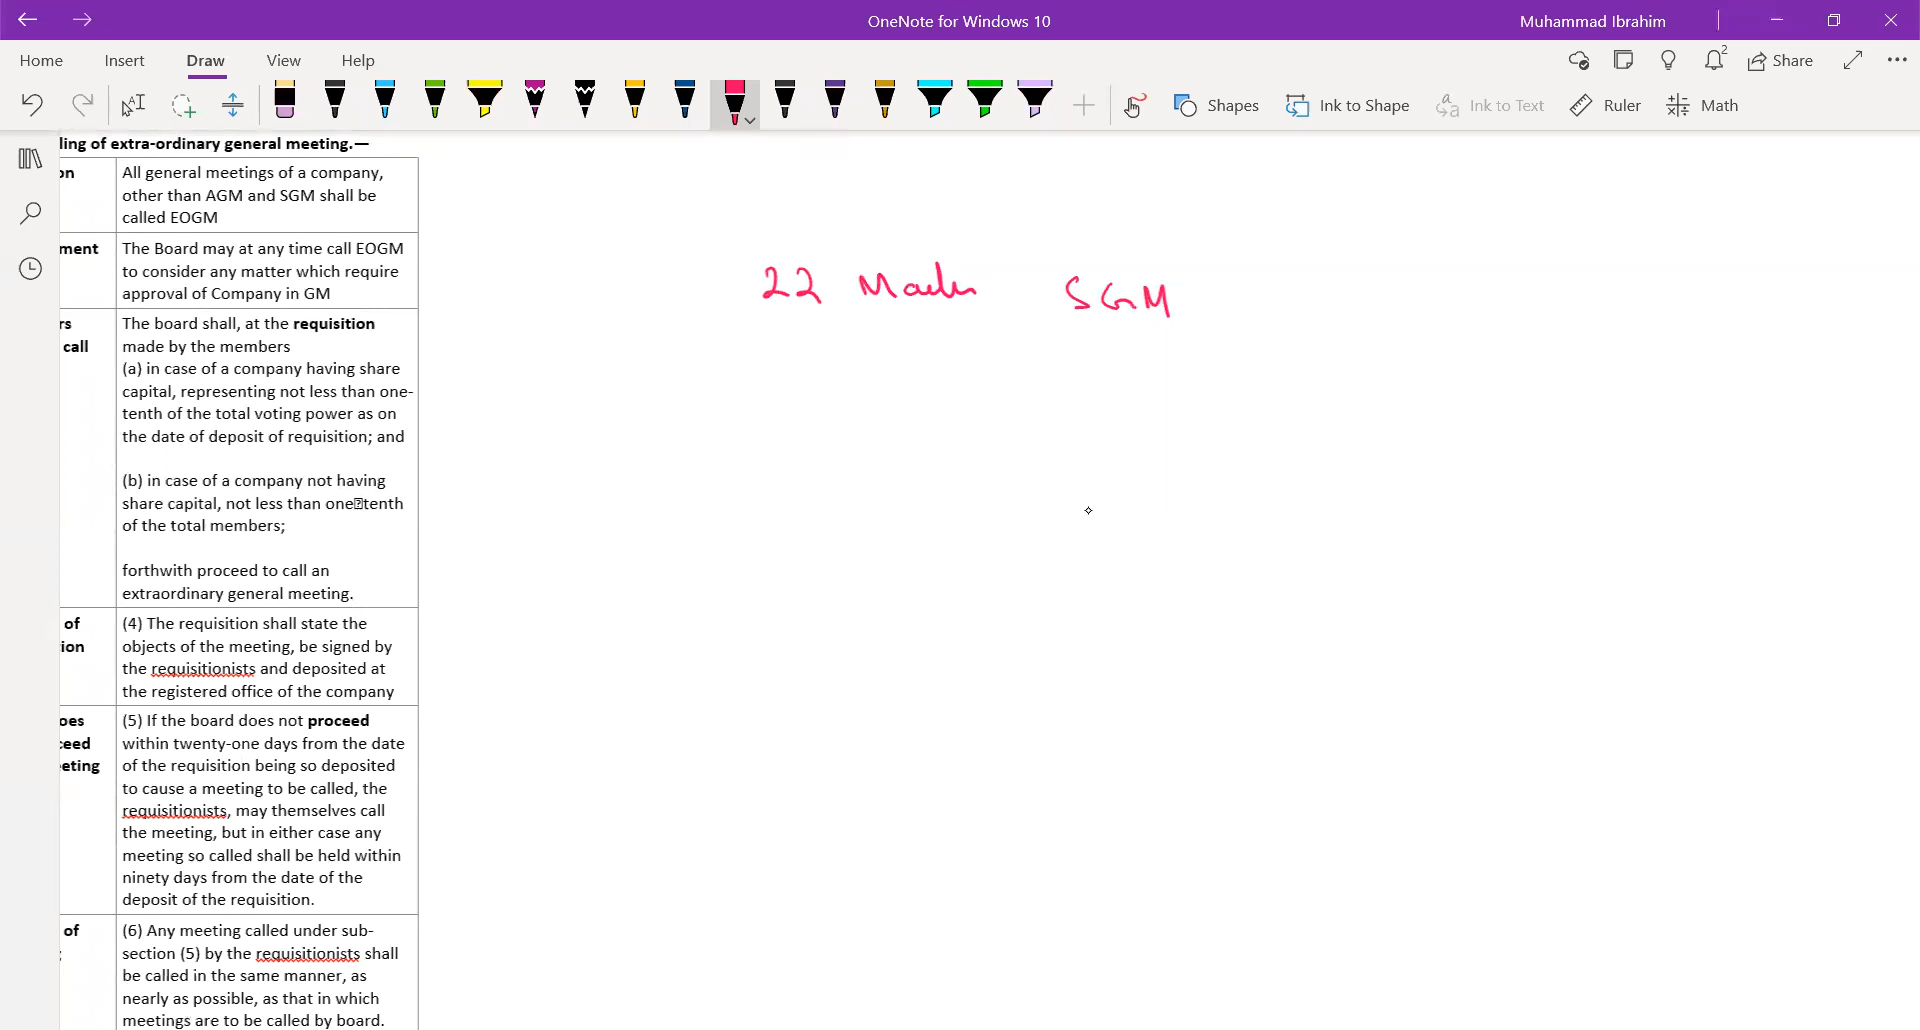 OneNote for Windows 10
Muhammad Ibrahim
Home Insert Draw View Help
2
Share
Shapes Ink to Shape Ink to Text Ruler Math
ling of extra-ordinary general meeting.—
on
All general meetings of a company,
other than AGM and SGM shall be
called EOGM
ment
The Board may at any time call EOGM
to consider any matter which require
approval of Company in GM
rs
call
The board shall, at the requisition
made by the members
(a) in case of a company having share
capital, representing not less than one-
tenth of the total voting power as on
the date of deposit of requisition; and
(b) in case of a company not having
share capital, not less than one⍰tenth
of the total members;
forthwith proceed to call an
extraordinary general meeting.
of
ion
(4) The requisition shall state the
objects of the meeting, be signed by
the requisitionists and deposited at
the registered office of the company
oes
ceed
eeting
(5) If the board does not proceed
within twenty-one days from the date
of the requisition being so deposited
to cause a meeting to be called, the
requisitionists, may themselves call
the meeting, but in either case any
meeting so called shall be held within
ninety days from the date of the
deposit of the requisition.
of
(6) Any meeting called under sub-
section (5) by the requisitionists shall
be called in the same manner, as
nearly as possible, as that in which
meetings are to be called by board.
22 March SGM